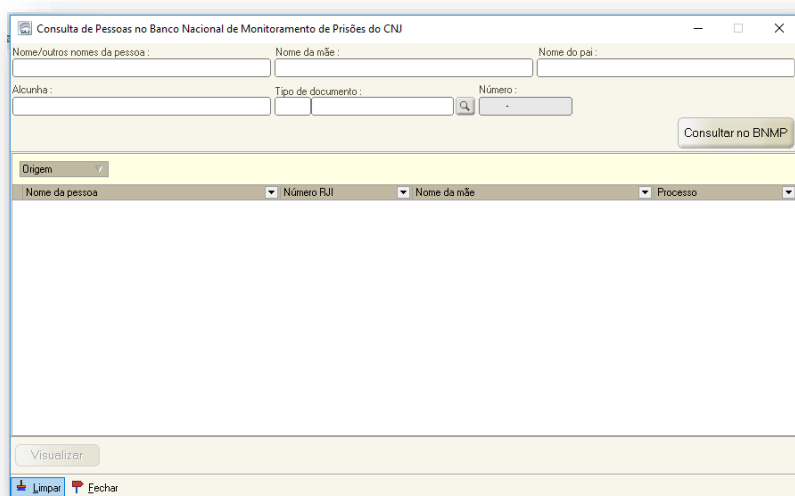 Consulta de Pessoas no Banco Nacional de Monitoramento de Prisões do CNJ
Nome/outros nomes da pessoa : Nome da mãe : Nome do pai :
Alcunha : Tipo de documento : Número :
-
Consultar no BNMP
Origem
Nome da pessoa Número RJI Nome da mãe Processo
Visualizar
Limpar Fechar